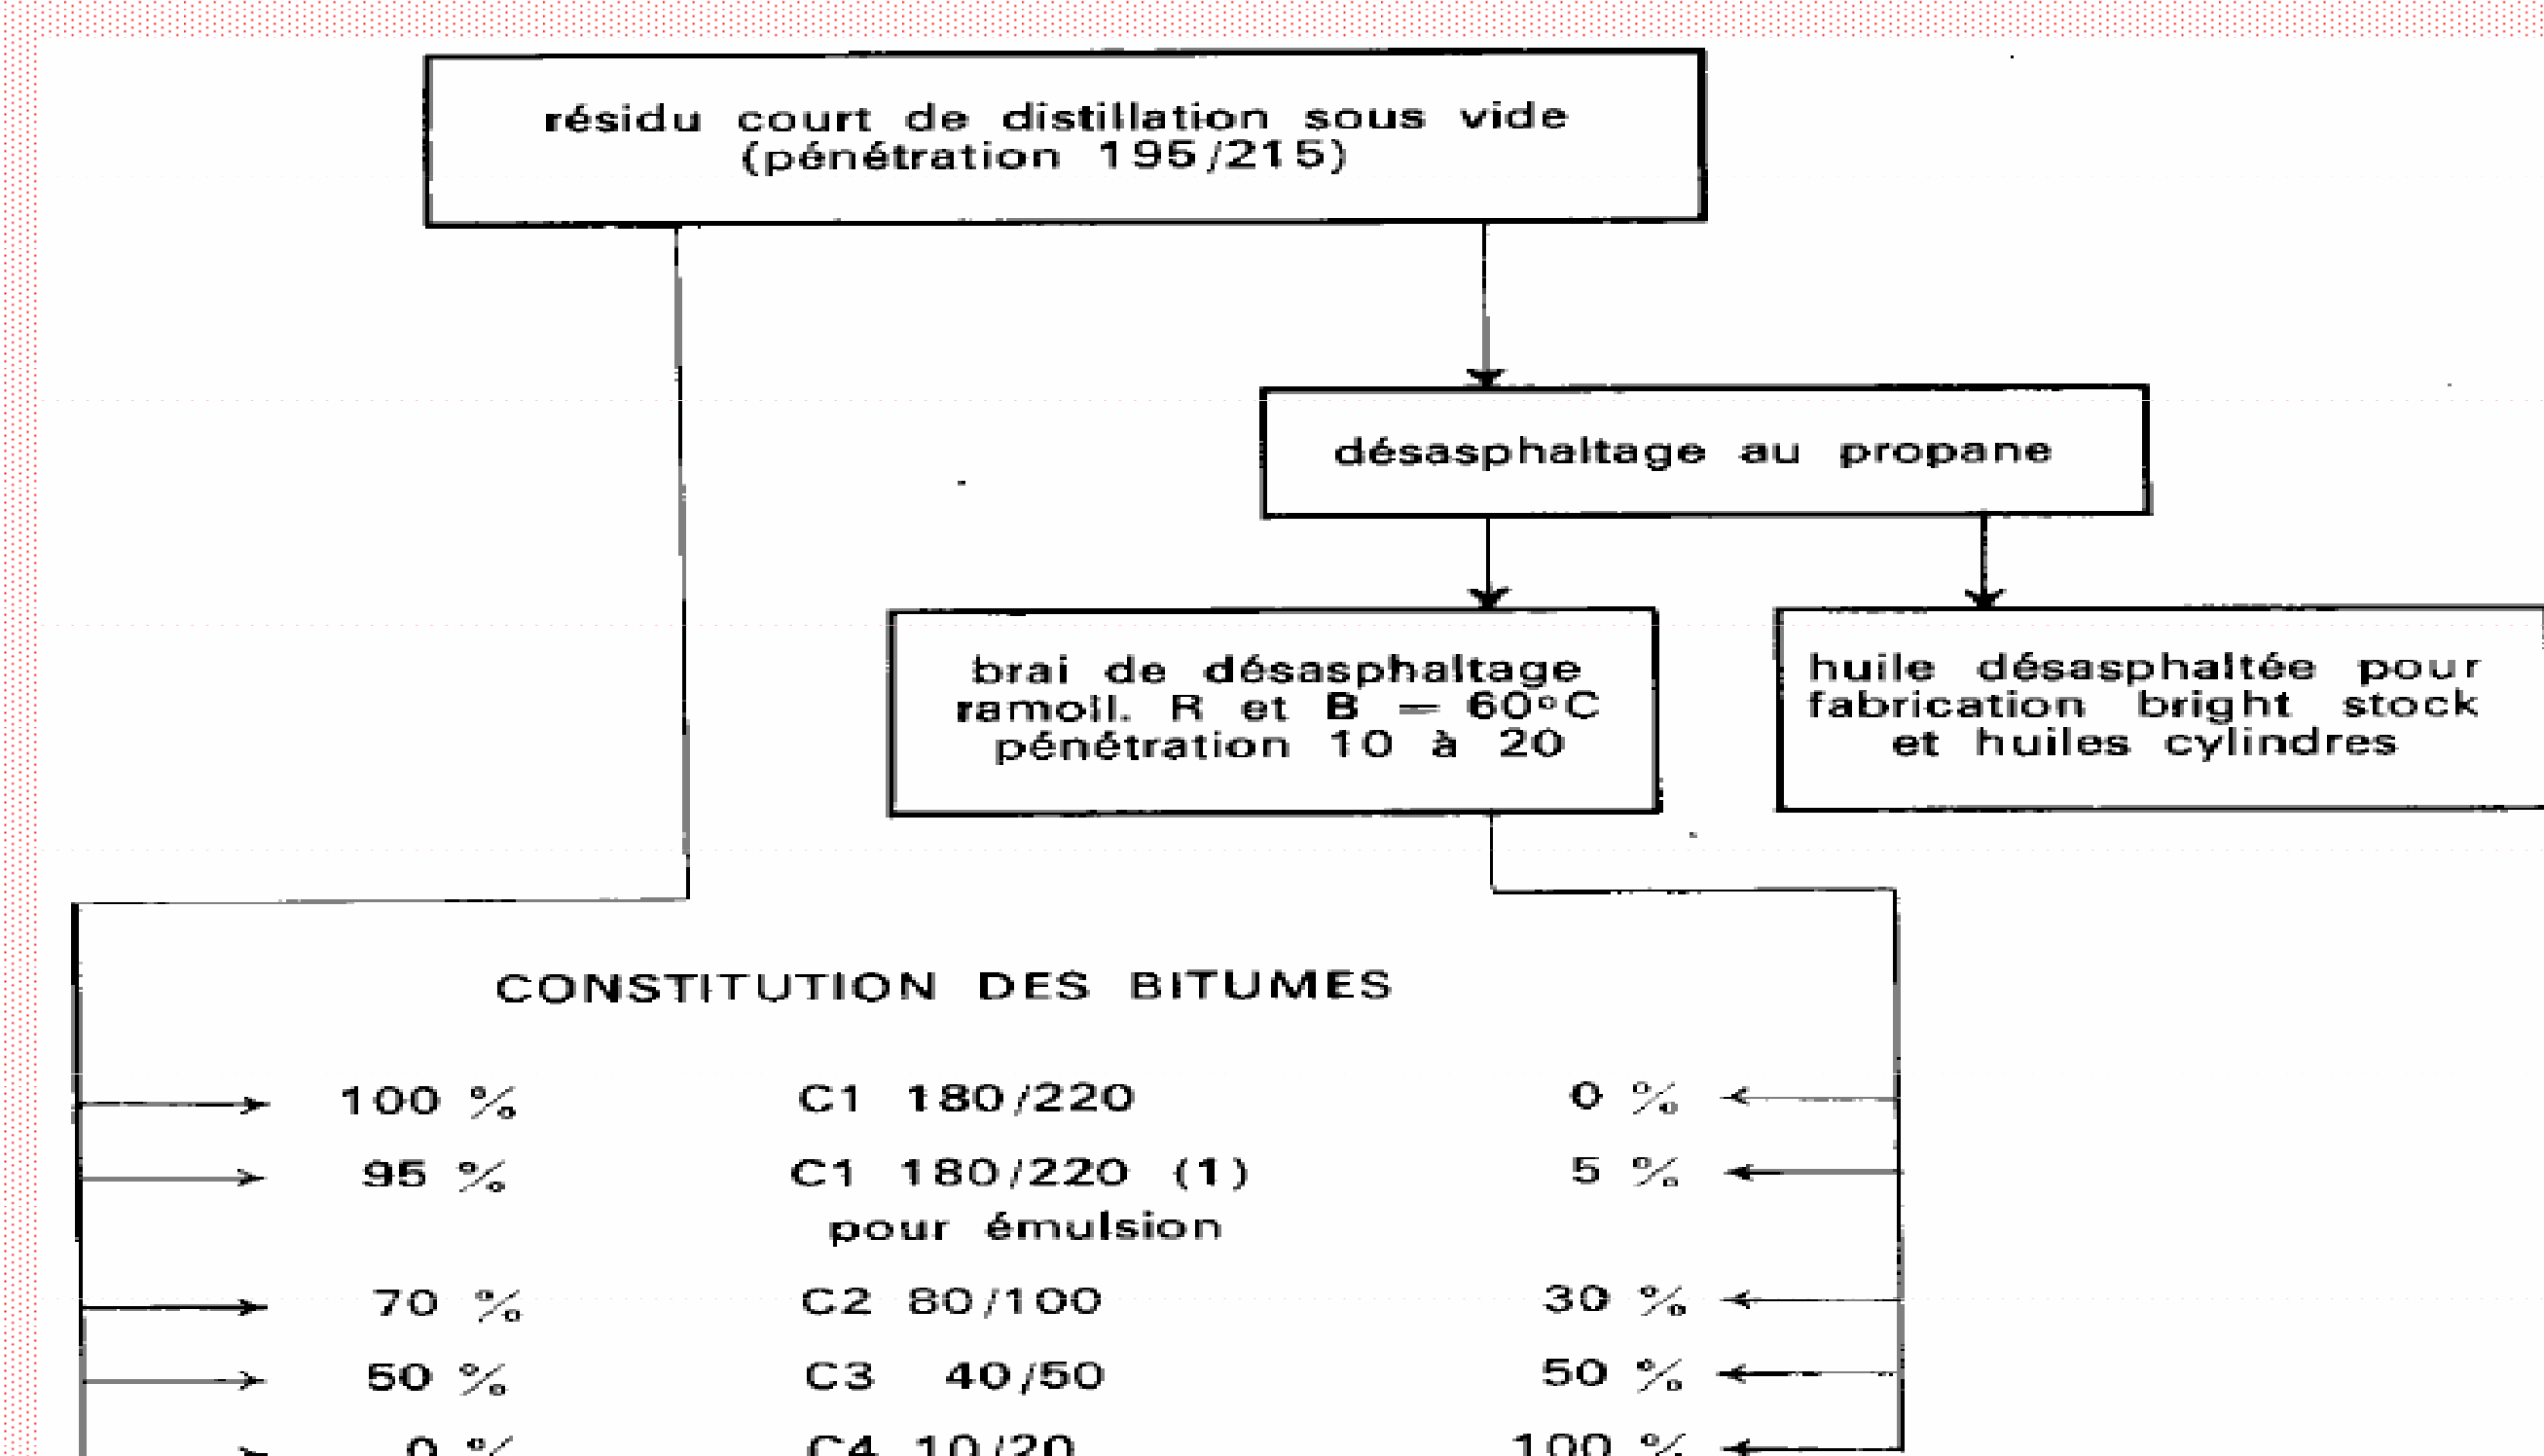 résidu court de distillation sous vide
(pénétration 195/215)
désasphaltage au propane
brai de désasphaltage
ramoll. R et B = 60°C
pénétration 10 à 20
huile désasphaltée pour
fabrication bright stock
et huiles cylindres
CONSTITUTION DES BITUMES
100 % C1 180/220 0 %
95 % C1 180/220 (1) 5 %
pour émulsion
70 % C2 80/100 30 %
50 % C3 40/50 50 %
0 % C4 10/20 100 %